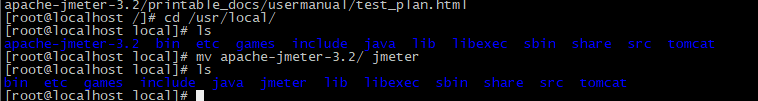 apache-jmeter-3.2/printable_docs/usermanual/test_plan.html
[root@localhost /]# cd /usr/local/
[root@localhost local]# ls
apache-jmeter-3.2 bin etc games include java lib libexec sbin share src tomcat
[root@localhost local]# mv apache-jmeter-3.2/ jmeter
[root@localhost local]# ls
bin etc games include java jmeter lib libexec sbin share src tomcat
[root@localhost local]#